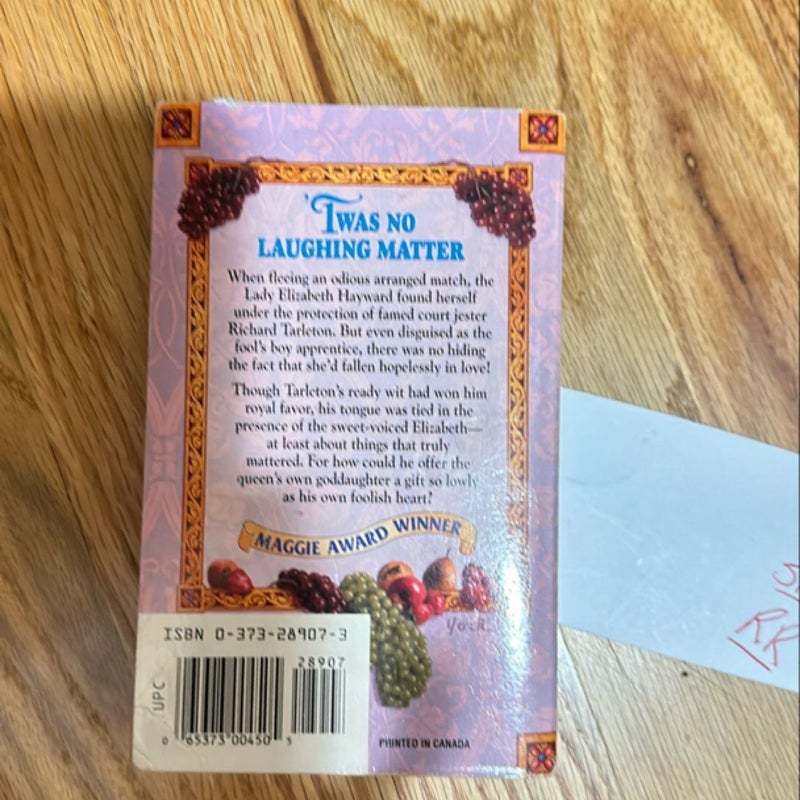 'TWAS NO
LAUGHING MATTER
When fleeing an odious arranged match, the
Lady Elizabeth Hayward found herself
under the protection of famed court jester
Richard Tarleton. But even disguised as the
fool's boy apprentice, there was no hiding
the fact that she'd fallen hopelessly in love!
Though Tarleton's ready wit had won him
royal favor, his tongue was tied in the
presence of the sweet-voiced Elizabeth—
at least about things that truly
mattered. For how could he offer the
queen's own goddaughter a gift so lowly
as his own foolish heart?
MAGGIE AWARD WINNER
York
ISBN 0-373-28907-3
28907
UPC
0 65373 00450 5
PRINTED IN CANADA
RR